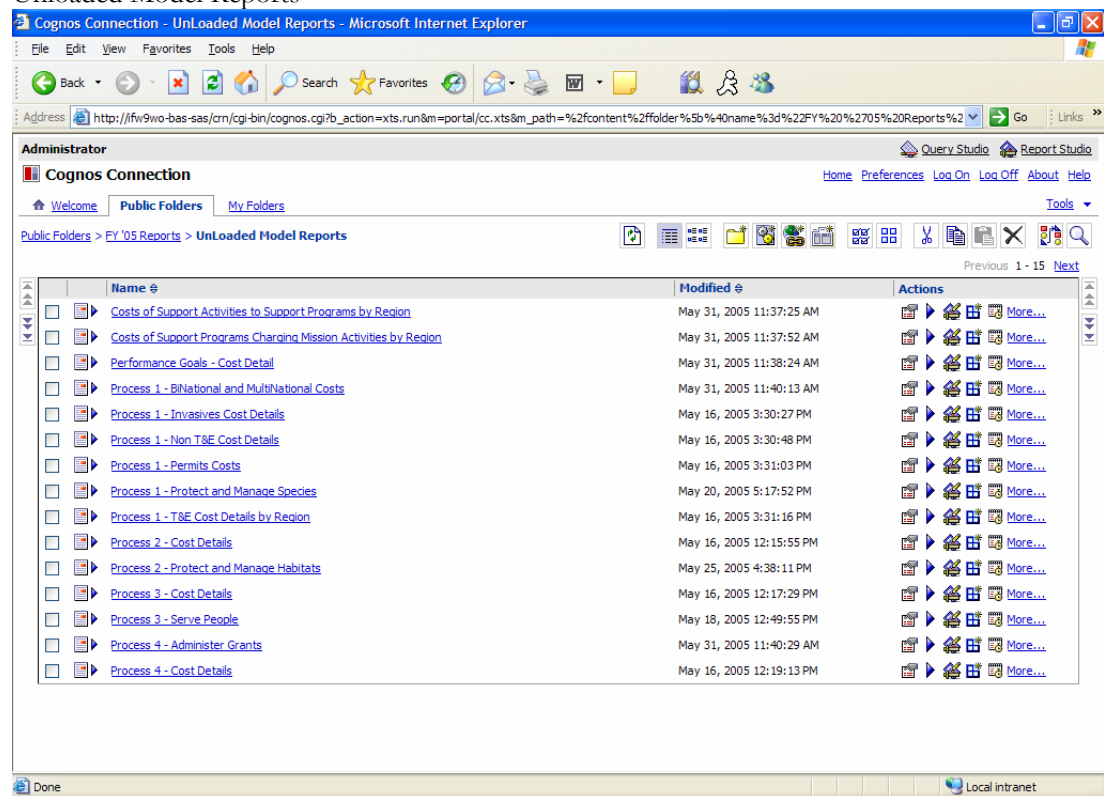 Unloaded Model Reports
Cognos Connection - UnLoaded Model Reports - Microsoft Internet Explorer
File Edit View Favorites Tools Help
Back Search Favorites
Address http://ifw9wo-bas-sas/crn/cgi-bin/cognos.cgi?b_action=xts.run&m=portal/cc.xts&m_path=%2fcontent%2ffolder%5b%40name%3d%22FY%20%2705%20Reports%2 Go Links »
Administrator Query Studio Report Studio
Cognos Connection Home Preferences Log On Log Off About Help
Welcome Public Folders My Folders Tools
Public Folders > FY '05 Reports > UnLoaded Model Reports
Previous 1 - 15 Next
Name Modified Actions
Costs of Support Activities to Support Programs by Region May 31, 2005 11:37:25 AM More...
Costs of Support Programs Charging Mission Activities by Region May 31, 2005 11:37:52 AM More...
Performance Goals - Cost Detail May 31, 2005 11:38:24 AM More...
Process 1 - BiNational and MultiNational Costs May 31, 2005 11:40:13 AM More...
Process 1 - Invasives Cost Details May 16, 2005 3:30:27 PM More...
Process 1 - Non T&E Cost Details May 16, 2005 3:30:48 PM More...
Process 1 - Permits Costs May 16, 2005 3:31:03 PM More...
Process 1 - Protect and Manage Species May 20, 2005 5:17:52 PM More...
Process 1 - T&E Cost Details by Region May 16, 2005 3:31:16 PM More...
Process 2 - Cost Details May 16, 2005 12:15:55 PM More...
Process 2 - Protect and Manage Habitats May 25, 2005 4:38:11 PM More...
Process 3 - Cost Details May 16, 2005 12:17:29 PM More...
Process 3 - Serve People May 18, 2005 12:49:55 PM More...
Process 4 - Administer Grants May 31, 2005 11:40:29 AM More...
Process 4 - Cost Details May 16, 2005 12:19:13 PM More...
Done Local intranet